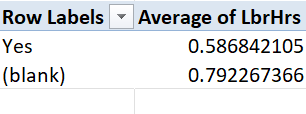 Row Labels Average of LbrHrs
Yes 0.586842105
(blank) 0.792267366